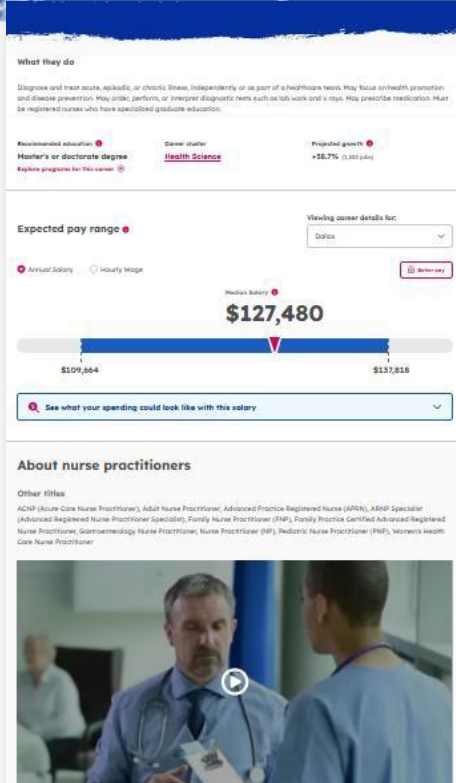 What they do
Diagnose and treat acute, episodic, or chronic illness, independently or as part of a healthcare team. May focus on health promotion
and disease prevention. May order, perform, or interpret diagnostic tests such as lab work and x rays. May prescribe medication. Must
be registered nurses who have specialized graduate education.
Recommended education
Career cluster
Projected growth
Master's or doctorate degree
Health Science
+58.7%
Explore programs for this career
Viewing career details for:
Expected pay range
Dallas
Annual Salary
Hourly Wage
Better pay
Median Salary
$127,480
$109,664
$137,818
See what your spending could look like with this salary
About nurse practitioners
Other titles
ACNP (Acute Care Nurse Practitioner), Adult Nurse Practitioner, Advanced Practice Registered Nurse (APRN), ARNP Specialist
(Advanced Registered Nurse Practitioner Specialist), Family Nurse Practitioner (FNP), Family Practice Certified Advanced Registered
Nurse Practitioner, Gastroenterology Nurse Practitioner, Nurse Practitioner (NP), Pediatric Nurse Practitioner (PNP), Women's Health
Care Nurse Practitioner